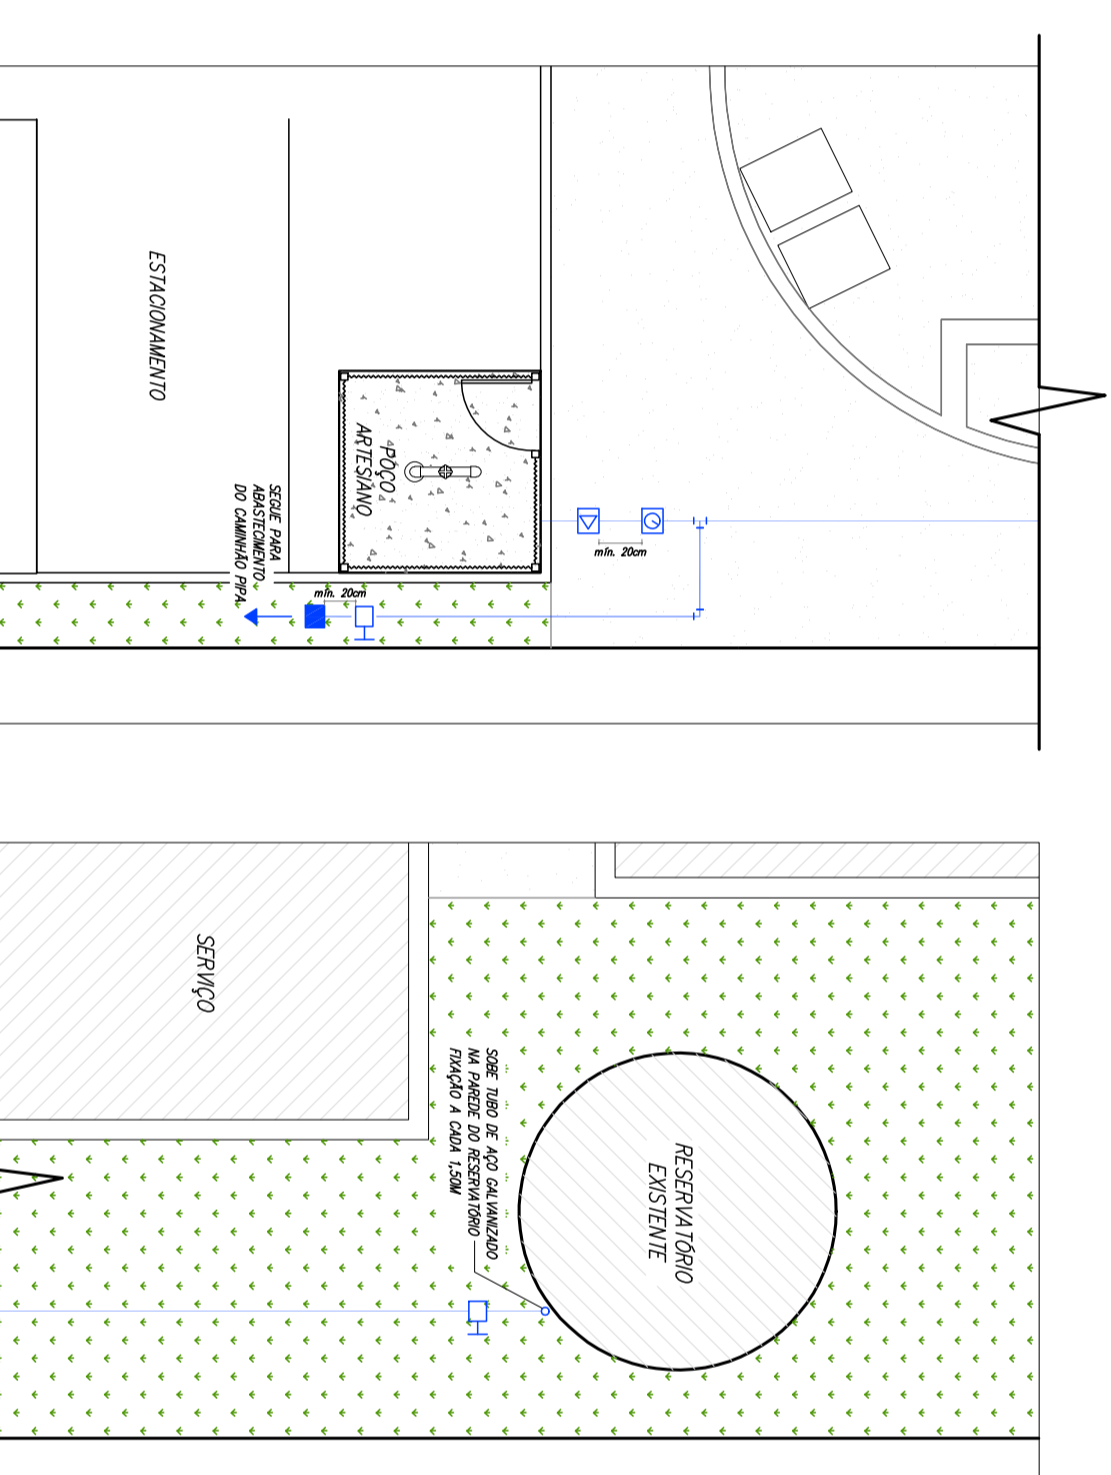 ESTACIONAMENTO
POÇO
ARTESIANO
SEGUE PARA
ABASTECIMENTO
DO CAMINHÃO PIPA
mín. 20cm
mín. 20cm
SERVIÇO
SOBE TUBO DE AÇO GALVANIZADO
NA PAREDE DO RESERVATÓRIO
FIXAÇÃO A CADA 1,50M
RESERVATÓRIO
EXISTENTE